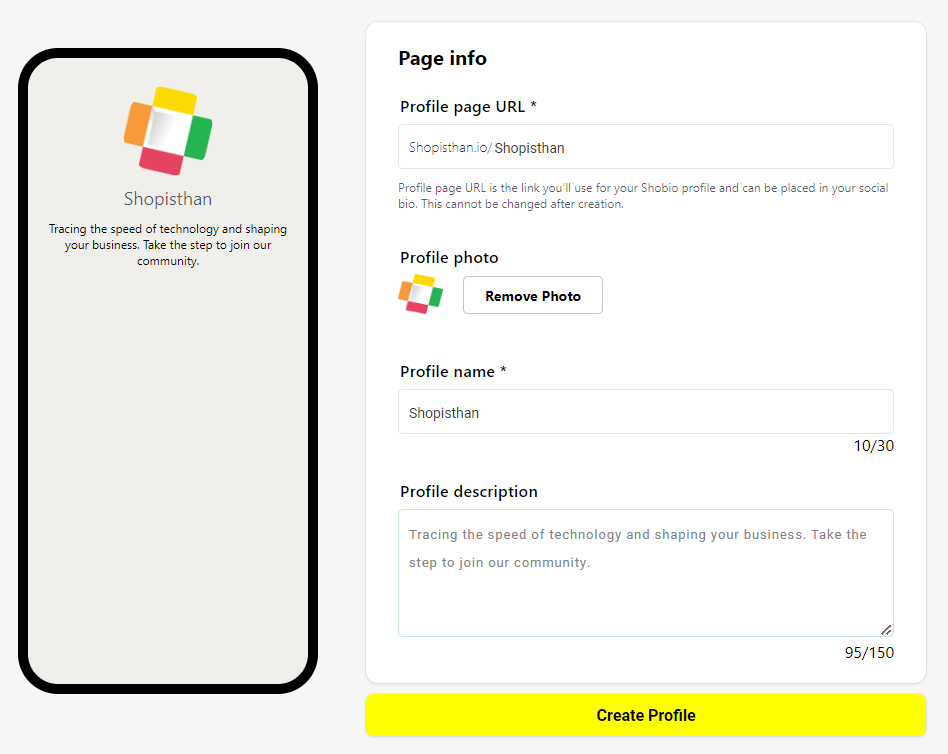 Shopisthan
Tracing the speed of technology and shaping
your business. Take the step to join our
community.
Page info
Profile page URL *
Shopisthan.io/ Shopisthan
Profile page URL is the link you’ll use for your Shobio profile and can be placed in your social
bio. This cannot be changed after creation.
Profile photo
Remove Photo
Profile name *
Shopisthan
10/30
Profile description
Tracing the speed of technology and shaping your business. Take the
step to join our community.
95/150
Create Profile